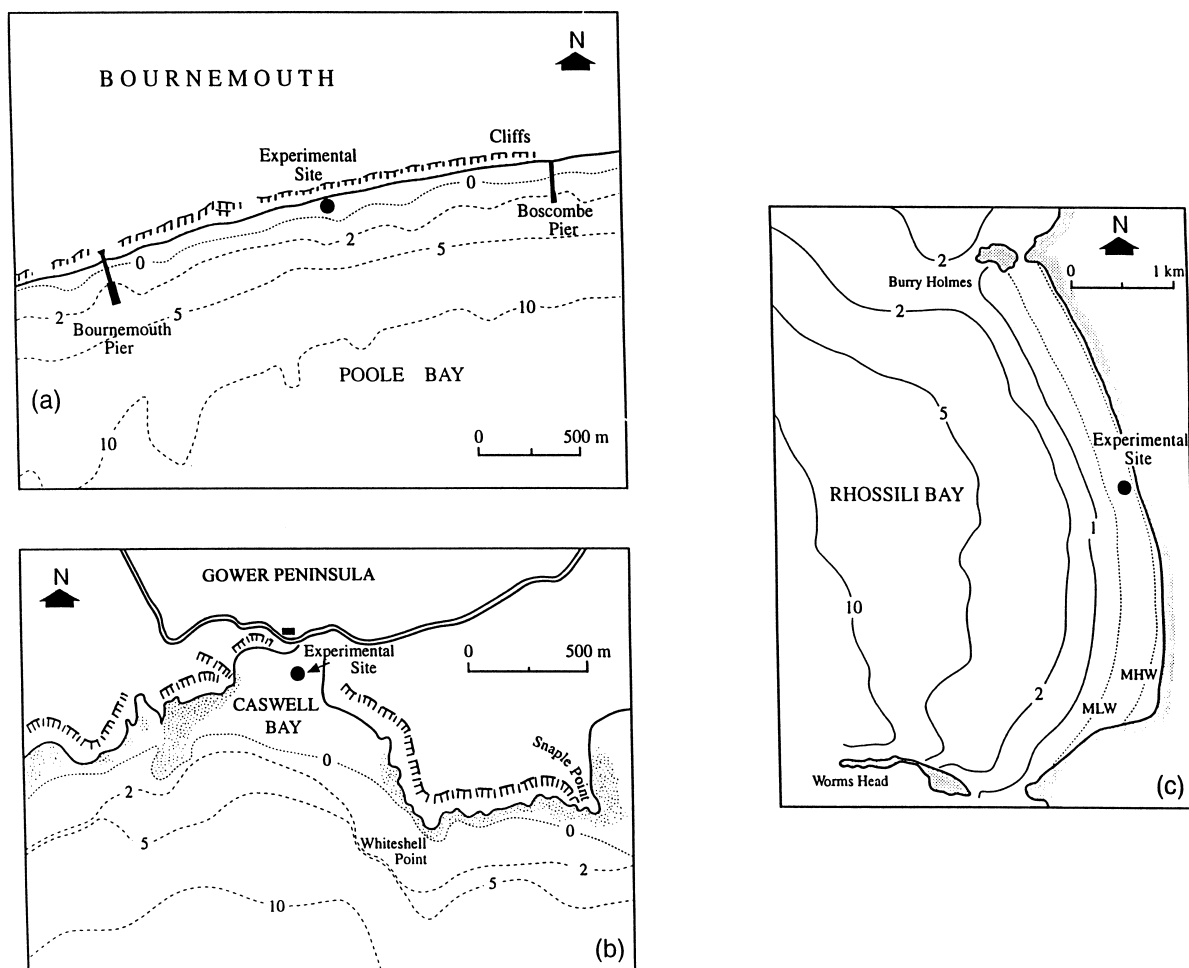 N
BOURNEMOUTH
Cliffs
Experimental
Site
0
Boscombe
Pier
2
5
0
2
5
10
Bournemouth
Pier
POOLE BAY
(a)
10
0 500 m
N
GOWER PENINSULA
0 500 m
Experimental
Site
CASWELL
BAY
Snaple Point
0
2
0
5
Whiteshell
Point
2
5
10
(b)
N
2
Burry Holmes
0 1 km
2
5
Experimental
Site
RHOSSILI BAY
1
10
2
MHW
MLW
Worms Head
(c)